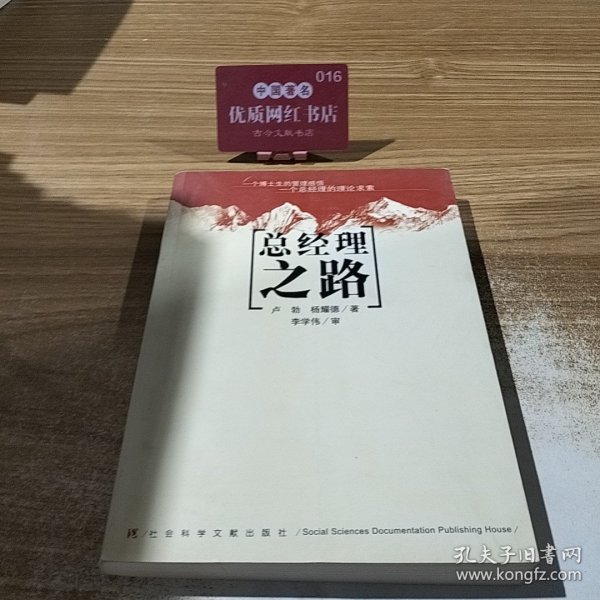 016
中国著名
优质网红书店
古今文献书店
一个博士生的管理感悟
一个总经理的理论求索
总经理
之路
卢 勃 杨耀德/著
李学伟/审
/社会科学文献出版社 /Social Sciences Documentation Publishing House/
孔夫子旧书网
www.kongfz.com